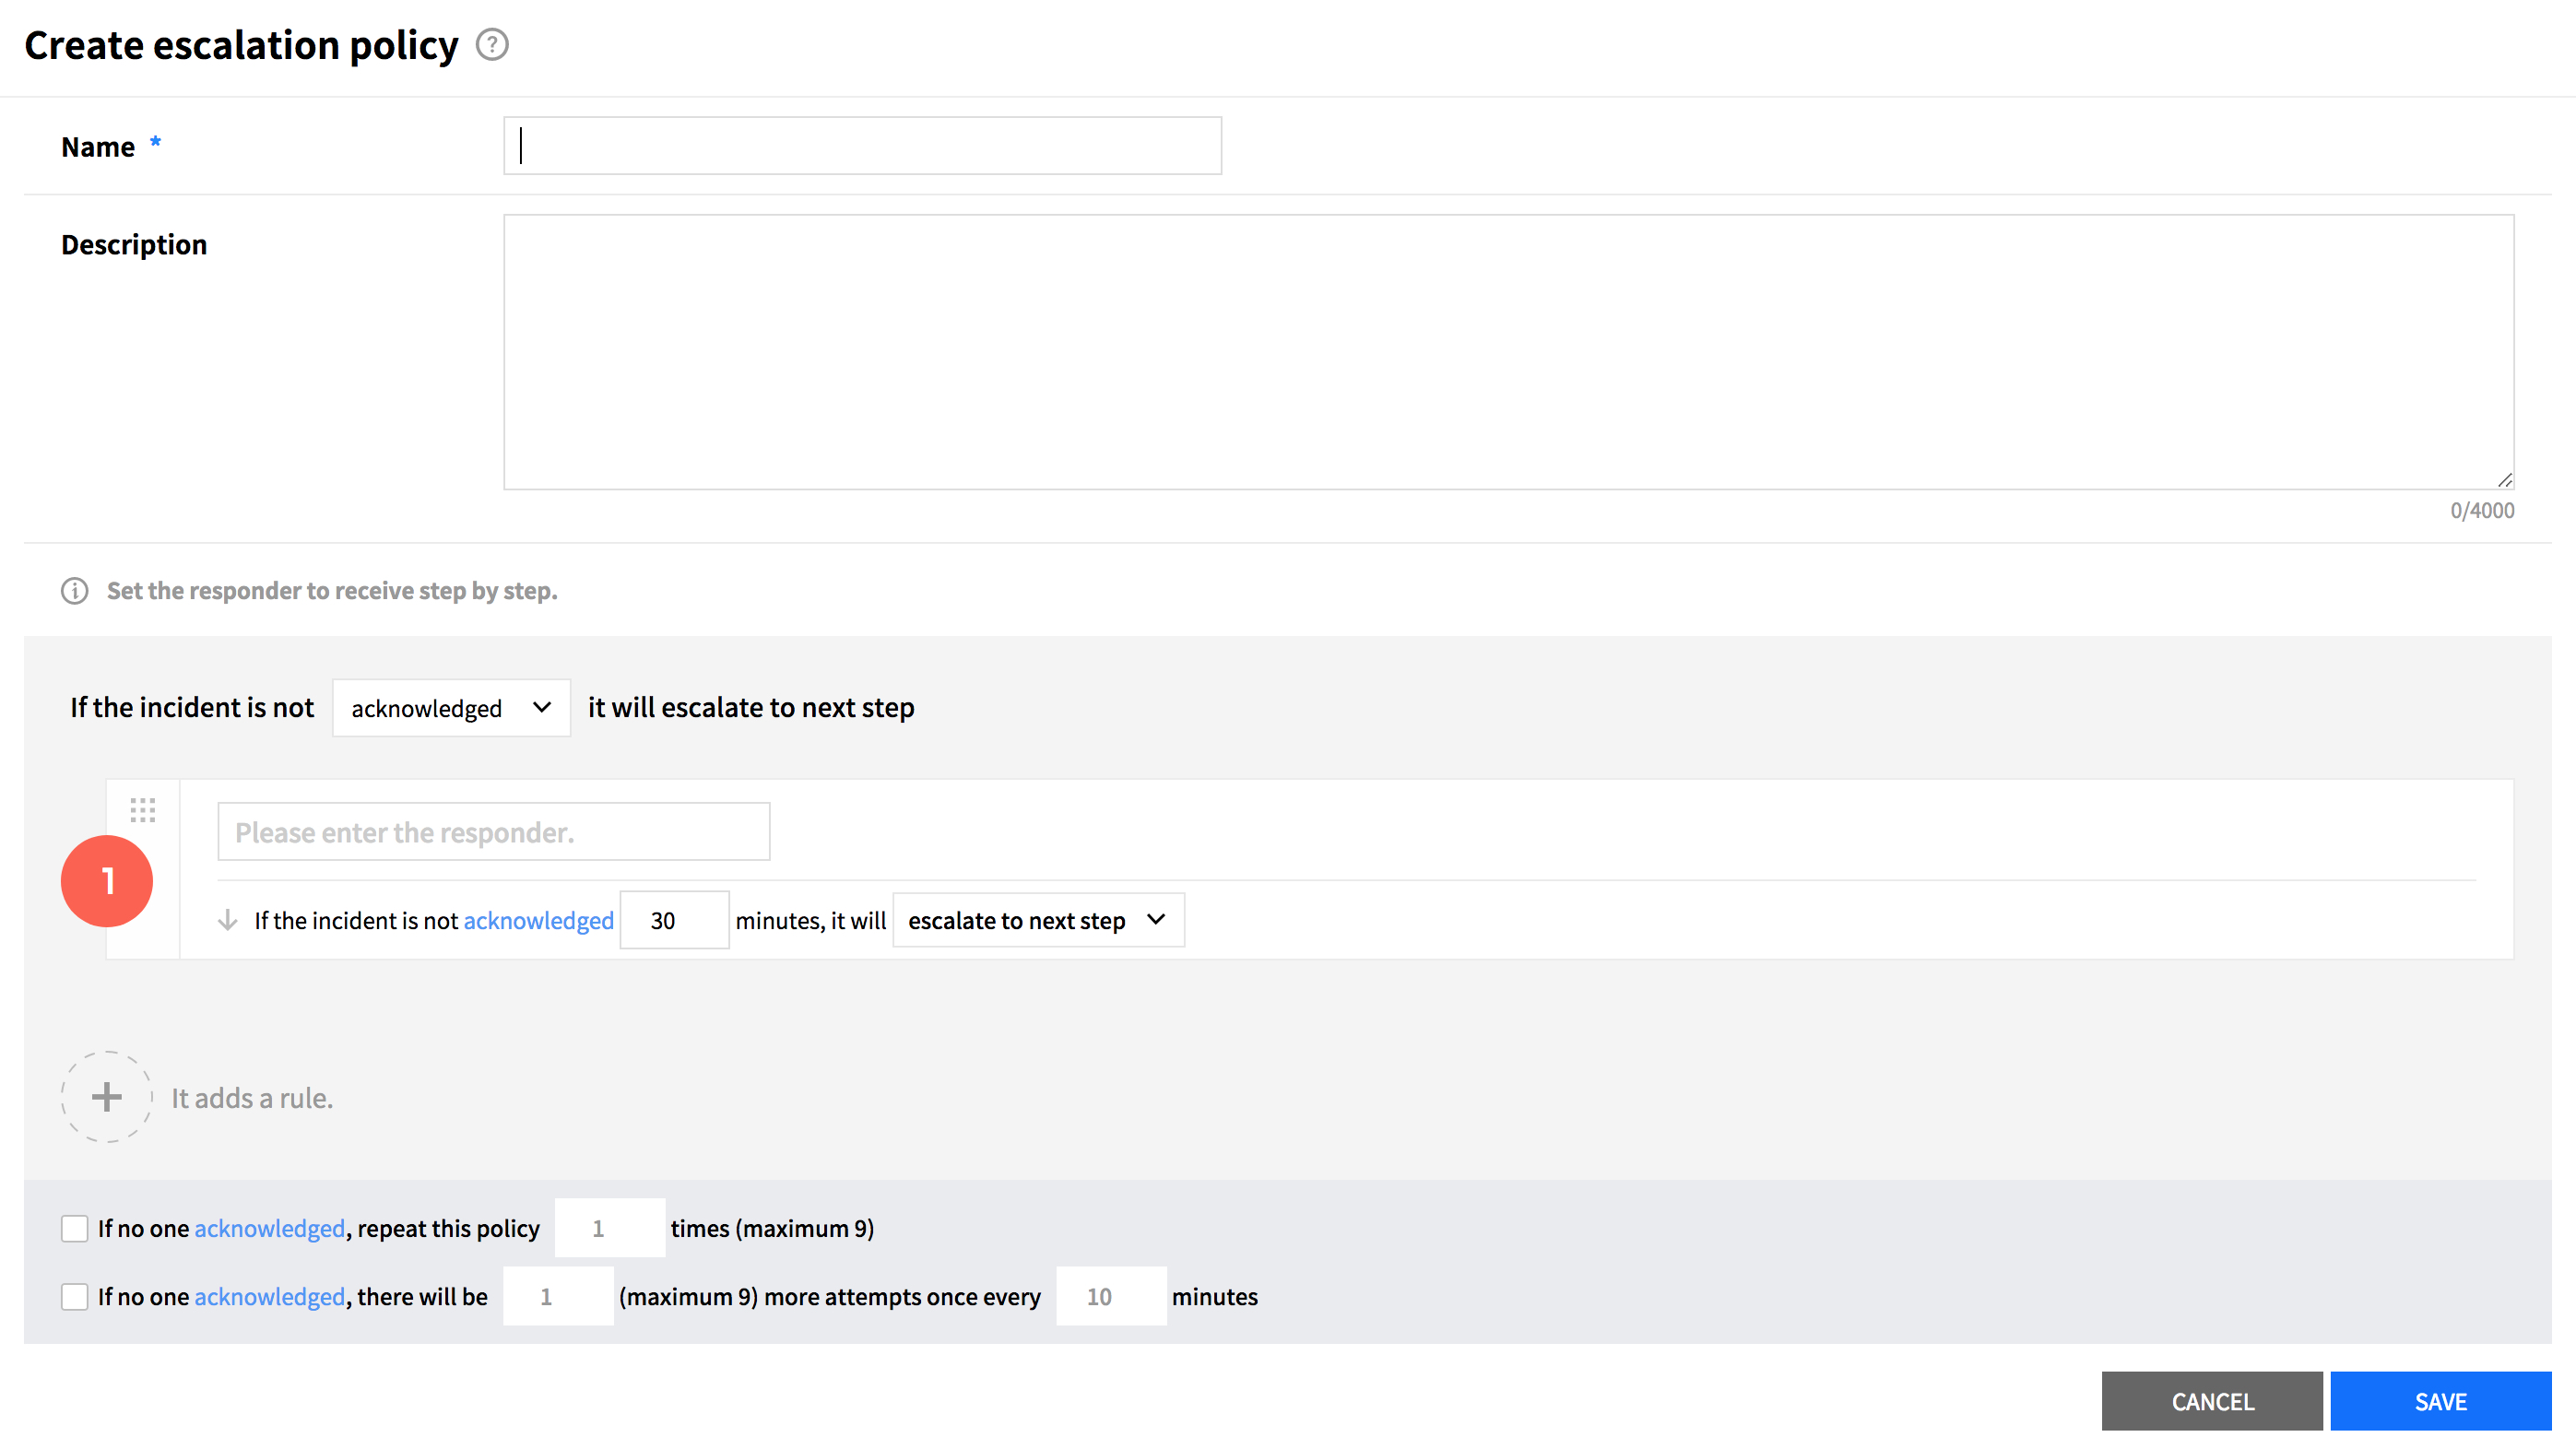 Create escalation policy ?
Name *
Description
0/4000
Set the responder to receive step by step.
If the incident is not acknowledged it will escalate to next step
Please enter the responder.
1
If the incident is not acknowledged 30 minutes, it will escalate to next step
+ It adds a rule.
If no one acknowledged, repeat this policy 1 times (maximum 9)
If no one acknowledged, there will be 1 (maximum 9) more attempts once every 10 minutes
CANCEL SAVE